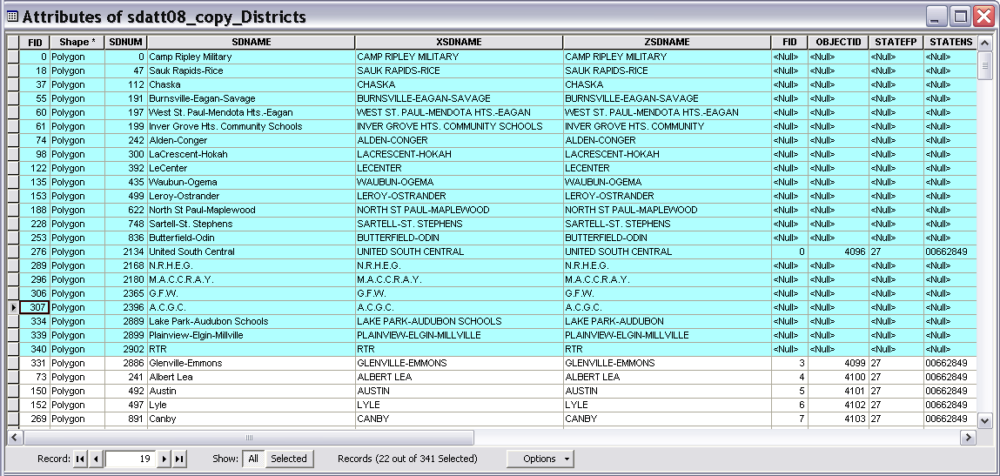 Attributes of sdatt08_copy_Districts
FID Shape * SDNUM SDNAME XSDNAME ZSDNAME FID OBJECTID STATEFP STATENS
0 Polygon 0 Camp Ripley Military CAMP RIPLEY MILITARY CAMP RIPLEY MILITARY <Null> <Null> <Null> <Null>
18 Polygon 47 Sauk Rapids-Rice SAUK RAPIDS-RICE SAUK RAPIDS-RICE <Null> <Null> <Null> <Null>
37 Polygon 112 Chaska CHASKA CHASKA <Null> <Null> <Null> <Null>
55 Polygon 191 Burnsville-Eagan-Savage BURNSVILLE-EAGAN-SAVAGE BURNSVILLE-EAGAN-SAVAGE <Null> <Null> <Null> <Null>
60 Polygon 197 West St. Paul-Mendota Hts.-Eagan WEST ST. PAUL-MENDOTA HTS.-EAGAN WEST ST. PAUL-MENDOTA HTS.-EAGAN <Null> <Null> <Null> <Null>
61 Polygon 199 Inver Grove Hts. Community Schools INVER GROVE HTS. COMMUNITY SCHOOLS INVER GROVE HTS. COMMUNITY <Null> <Null> <Null> <Null>
74 Polygon 242 Alden-Conger ALDEN-CONGER ALDEN-CONGER <Null> <Null> <Null> <Null>
98 Polygon 300 LaCrescent-Hokah LACRESCENT-HOKAH LACRESCENT-HOKAH <Null> <Null> <Null> <Null>
122 Polygon 392 LeCenter LECENTER LECENTER <Null> <Null> <Null> <Null>
135 Polygon 435 Waubun-Ogema WAUBUN-OGEMA WAUBUN-OGEMA <Null> <Null> <Null> <Null>
153 Polygon 499 Leroy-Ostrander LEROY-OSTRANDER LEROY-OSTRANDER <Null> <Null> <Null> <Null>
188 Polygon 622 North St Paul-Maplewood NORTH ST PAUL-MAPLEWOOD NORTH ST PAUL-MAPLEWOOD <Null> <Null> <Null> <Null>
228 Polygon 748 Sartell-St. Stephens SARTELL-ST. STEPHENS SARTELL-ST. STEPHENS <Null> <Null> <Null> <Null>
253 Polygon 836 Butterfield-Odin BUTTERFIELD-ODIN BUTTERFIELD-ODIN <Null> <Null> <Null> <Null>
276 Polygon 2134 United South Central UNITED SOUTH CENTRAL UNITED SOUTH CENTRAL 0 4096 27 00662849
289 Polygon 2168 N.R.H.E.G. N.R.H.E.G. N.R.H.E.G. <Null> <Null> <Null> <Null>
296 Polygon 2180 M.A.C.C.R.A.Y. M.A.C.C.R.A.Y. M.A.C.C.R.A.Y. <Null> <Null> <Null> <Null>
306 Polygon 2365 G.F.W. G.F.W. G.F.W. <Null> <Null> <Null> <Null>
307 Polygon 2396 A.C.G.C. A.C.G.C. A.C.G.C. <Null> <Null> <Null> <Null>
334 Polygon 2889 Lake Park-Audubon Schools LAKE PARK-AUDUBON SCHOOLS LAKE PARK-AUDUBON <Null> <Null> <Null> <Null>
339 Polygon 2899 Plainview-Elgin-Millville PLAINVIEW-ELGIN-MILLVILLE PLAINVIEW-ELGIN-MILLVILLE <Null> <Null> <Null> <Null>
340 Polygon 2902 RTR RTR RTR <Null> <Null> <Null> <Null>
331 Polygon 2886 Glenville-Emmons GLENVILLE-EMMONS GLENVILLE-EMMONS 3 4099 27 00662849
73 Polygon 241 Albert Lea ALBERT LEA ALBERT LEA 4 4100 27 00662849
150 Polygon 492 Austin AUSTIN AUSTIN 5 4101 27 00662849
152 Polygon 497 Lyle LYLE LYLE 6 4102 27 00662849
269 Polygon 891 Canby CANBY CANBY 7 4103 27 00662849
Record: 19 Show: All Selected Records (22 out of 341 Selected) Options